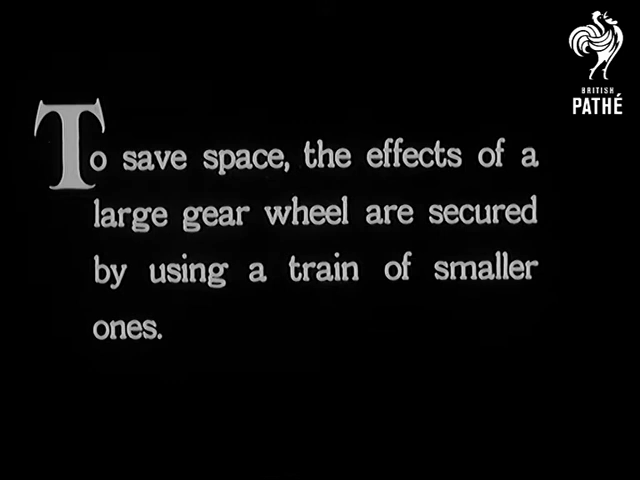 BRITISH
PATHÉ
To save space, the effects of a
large gear wheel are secured
by using a train of smaller
ones.